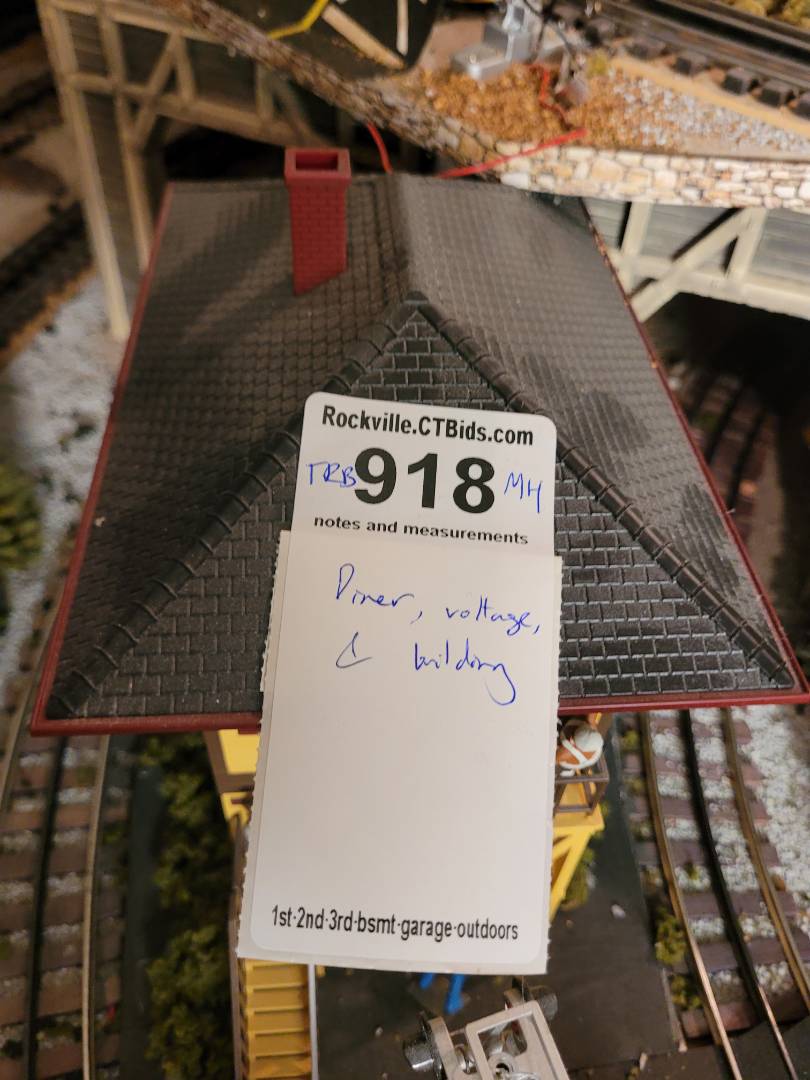 Rockville.CTBids.com
TRB 918 MH
notes and measurements
Diner, voltage,
& building
1st·2nd·3rd·bsmt·garage·outdoors